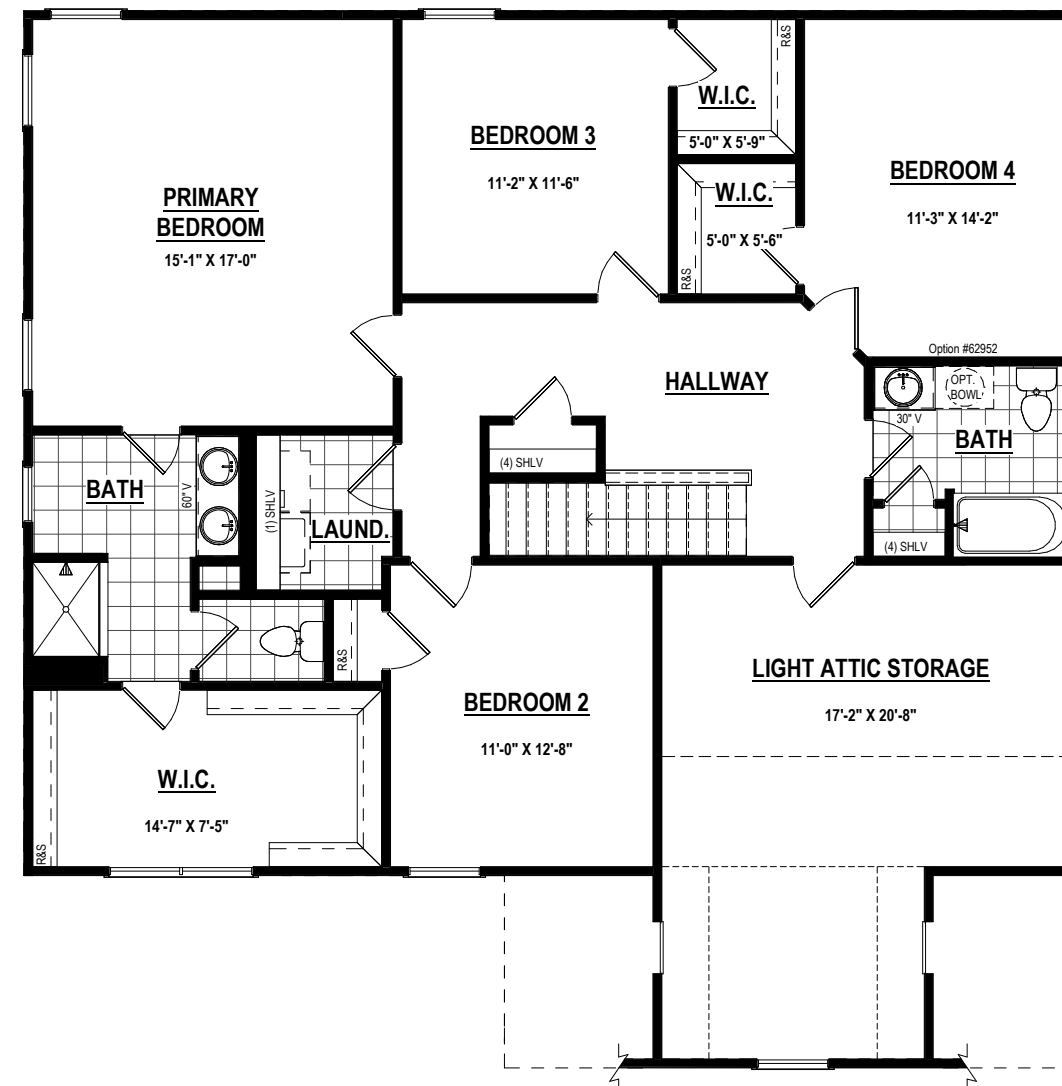 R&S
W.I.C.
5'-0" X 5'-9"
BEDROOM 3
11'-2" X 11'-6"
BEDROOM 4
11'-3" X 14'-2"
PRIMARY
BEDROOM
15'-1" X 17'-0"
W.I.C.
5'-0" X 5'-6"
R&S
Option #62952
HALLWAY
OPT.
BOWL
30" V
BATH
(4) SHLV
(4) SHLV
BATH
60" V
(1) SHLV
LAUND.
R&S
BEDROOM 2
11'-0" X 12'-8"
LIGHT ATTIC STORAGE
17'-2" X 20'-8"
W.I.C.
14'-7" X 7'-5"
R&S